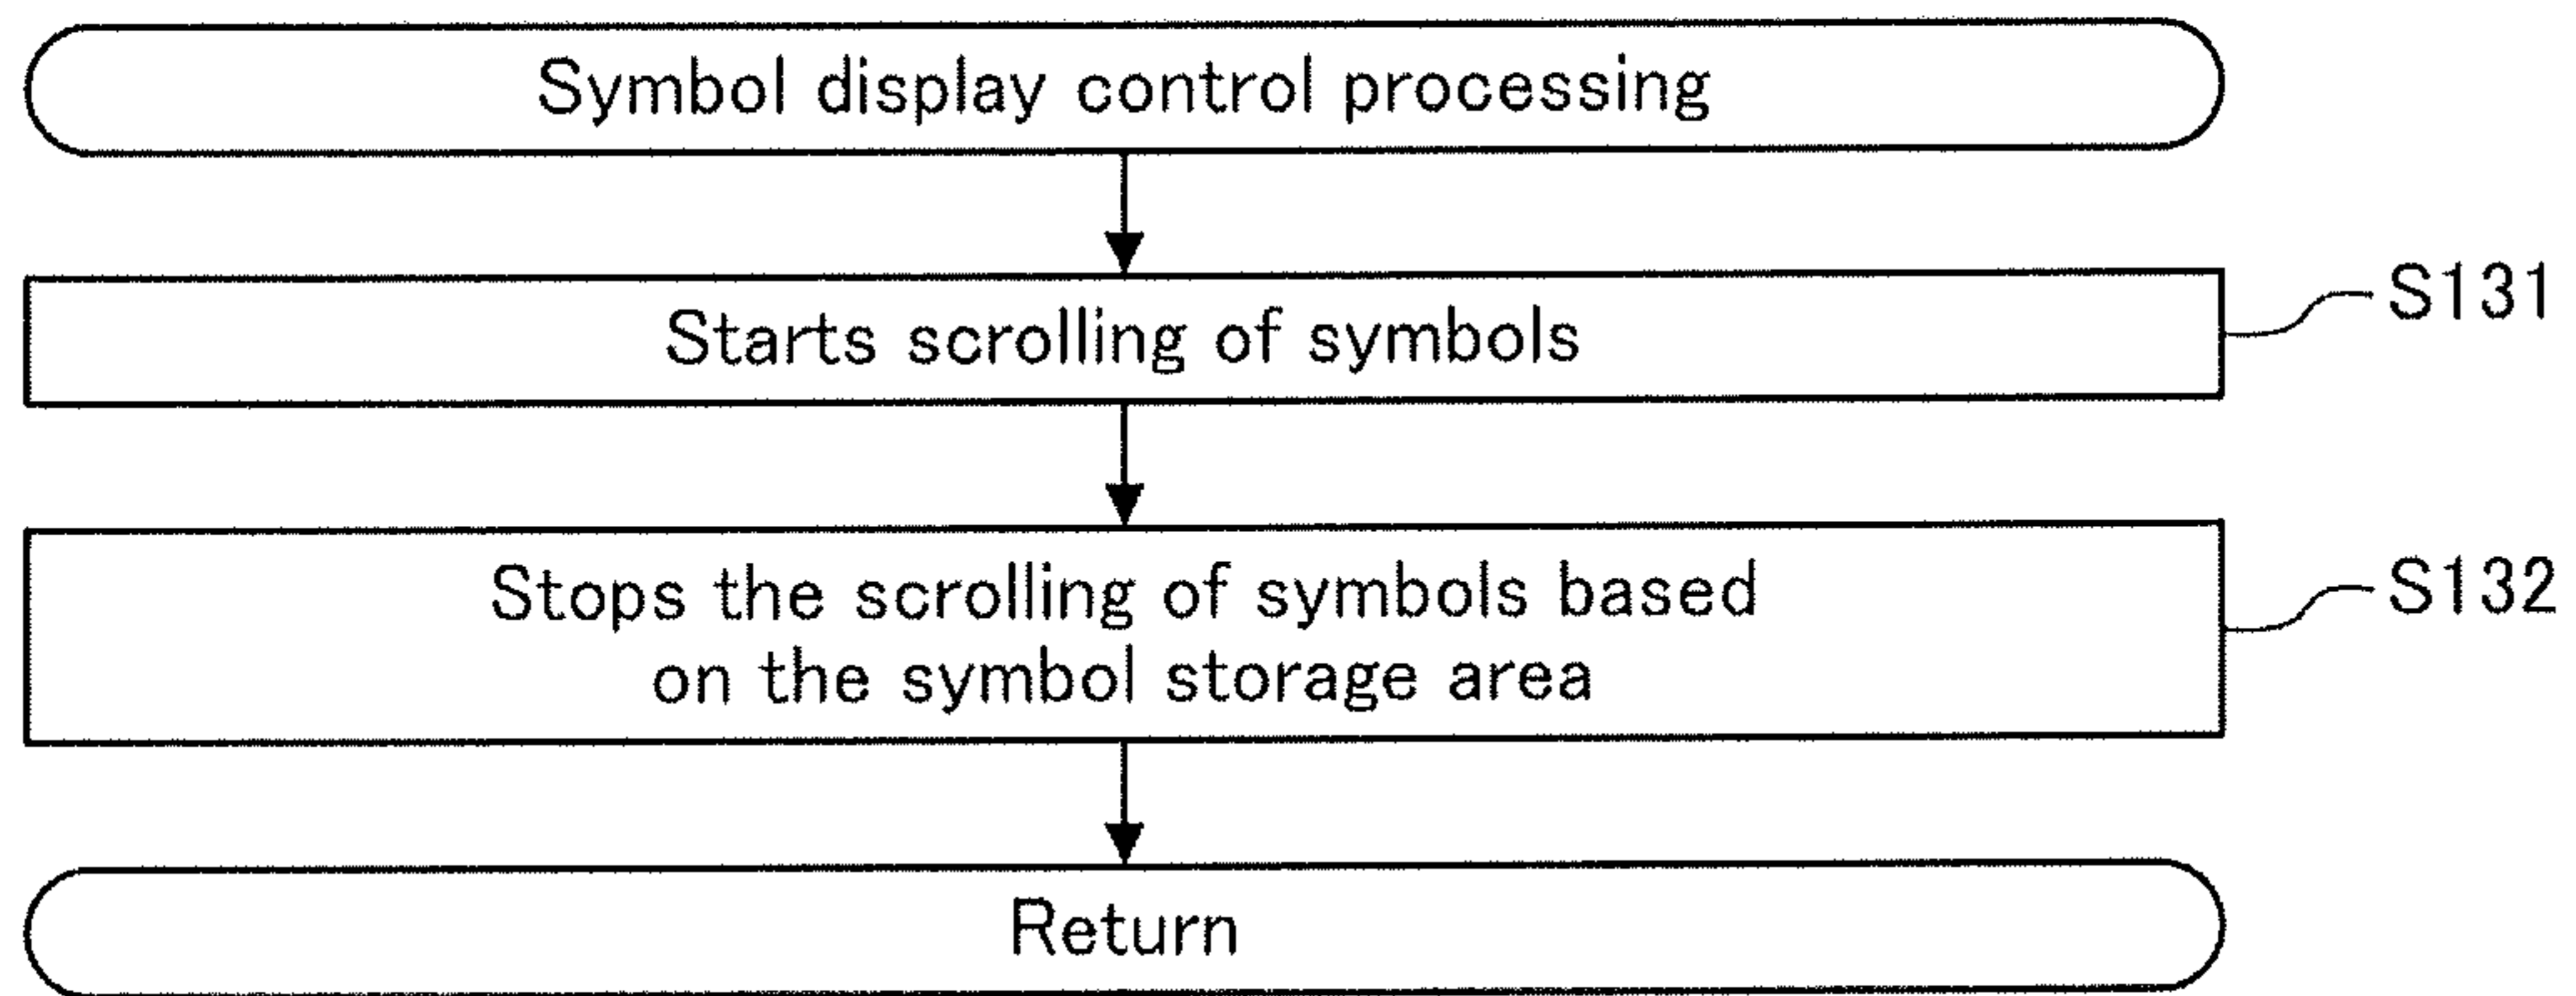 Symbol display control processing
Starts scrolling of symbols
S131
Stops the scrolling of symbols based
on the symbol storage area
S132
Return